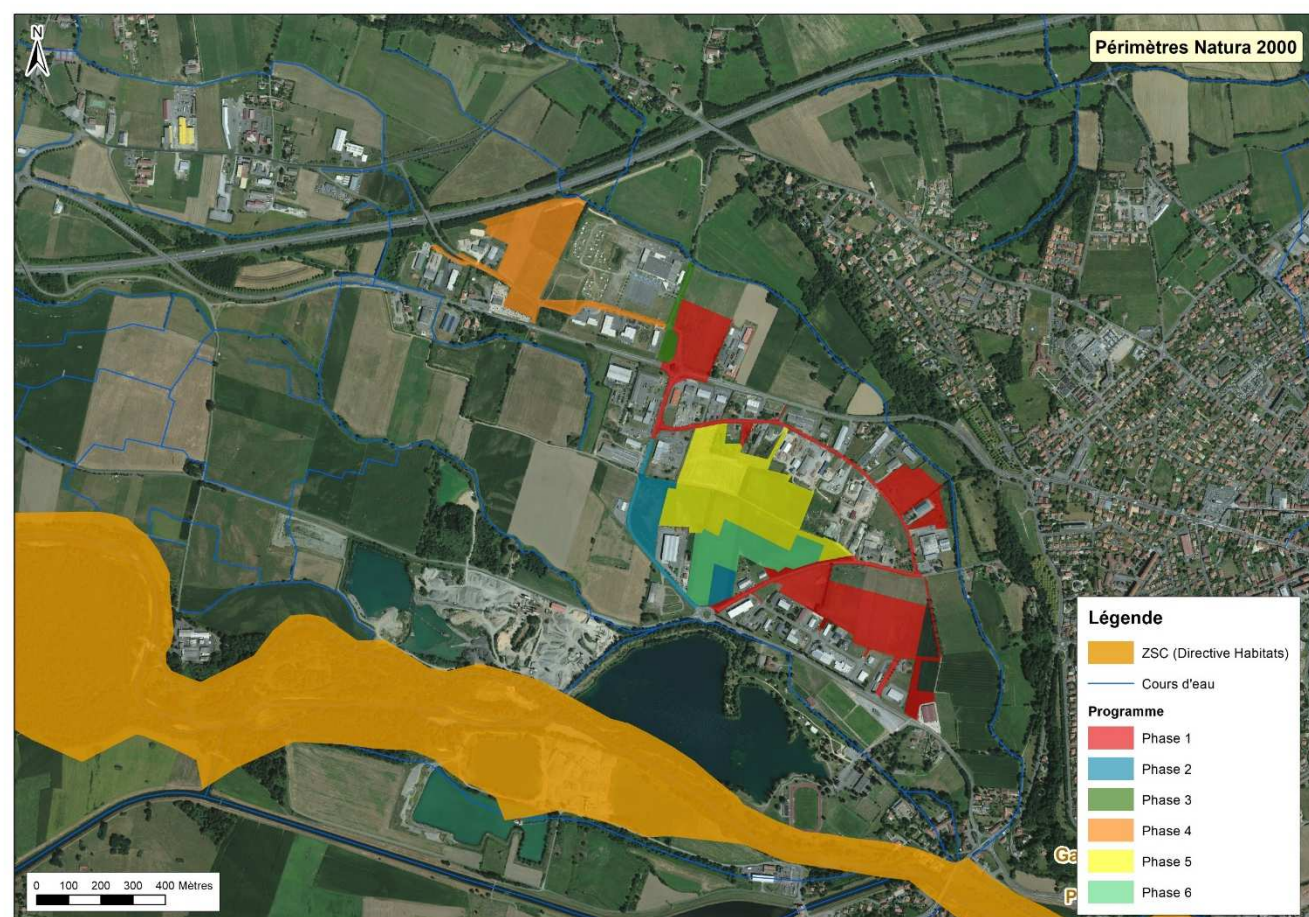 N
Périmètres Natura 2000
Légende
ZSC (Directive Habitats)
Cours d'eau
Programme
Phase 1
Phase 2
Phase 3
Phase 4
Phase 5
Phase 6
Ga
P
0 100 200 300 400 Mètres